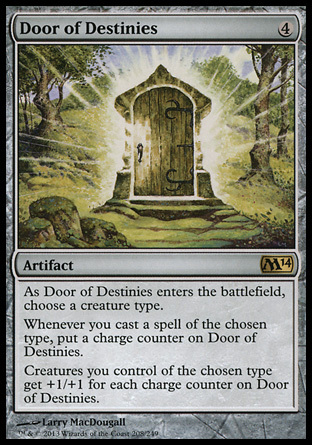 Door of Destinies 4
Artifact M14
As Door of Destinies enters the battlefield,
choose a creature type.
Whenever you cast a spell of the chosen
type, put a charge counter on Door of
Destinies.
Creatures you control of the chosen type
get +1/+1 for each charge counter on Door
of Destinies.
Larry MacDougall
™ & © 2013 Wizards of the Coast 208/249